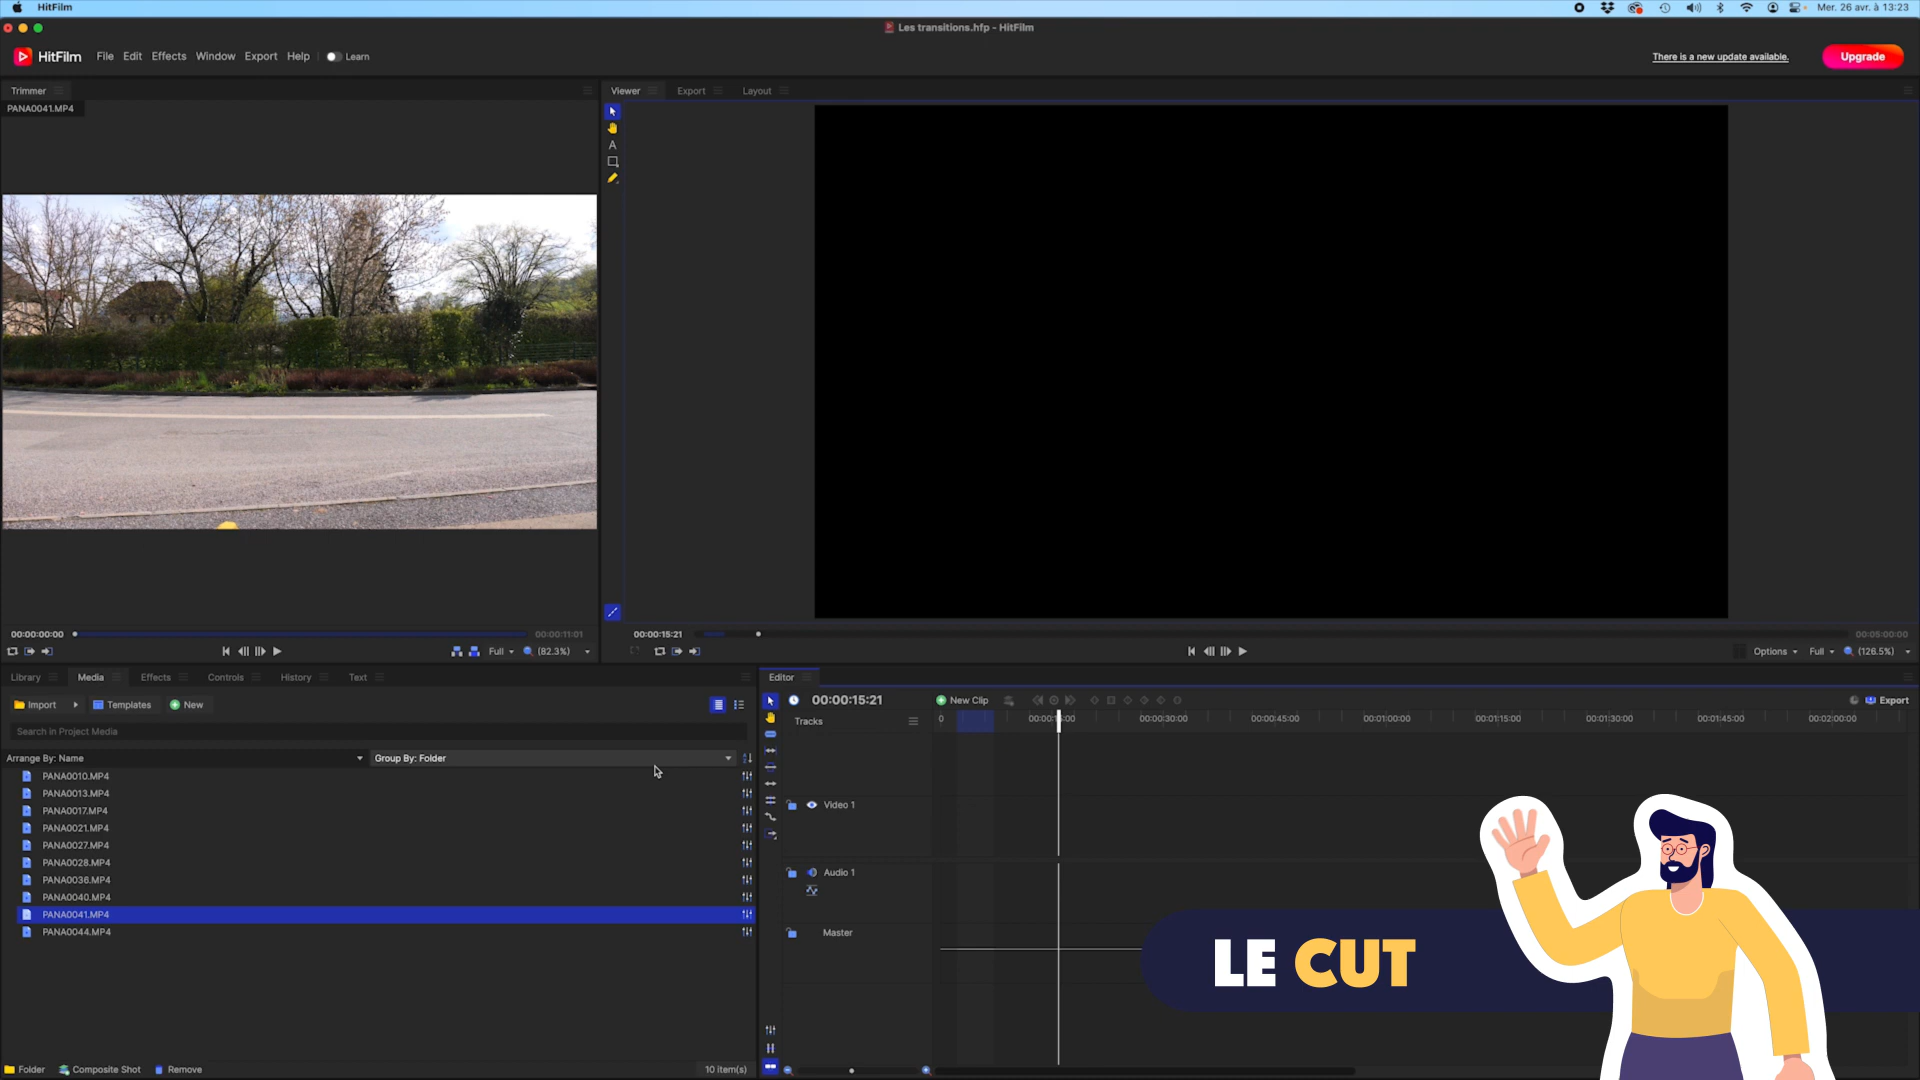 HitFilm
Mer. 26 avr. à 13:23
Les transitions.hfp - HitFilm
HitFilm File Edit Effects Window Export Help Learn
There is a new update available. Upgrade
Trimmer
PANA0041.MP4
Viewer Export Layout
A
00:00:00:00 00:00:11:01
Full (82.3%)
00:00:15:21 00:05:00:00
Options Full (126.5%)
Library Media Effects Controls History Text
Import Templates New
Search in Project Media
Arrange By: Name Group By: Folder
PANA0010.MP4
PANA0013.MP4
PANA0017.MP4
PANA0021.MP4
PANA0027.MP4
PANA0028.MP4
PANA0036.MP4
PANA0040.MP4
PANA0041.MP4
PANA0044.MP4
Folder Composite Shot Remove 10 item(s)
Editor
00:00:15:21 New Clip Export
Tracks
0 00:00:15:00 00:00:30:00 00:00:45:00 00:01:00:00 00:01:15:00 00:01:30:00 00:01:45:00 00:02:00:00
Video 1
Audio 1
Master
LE CUT